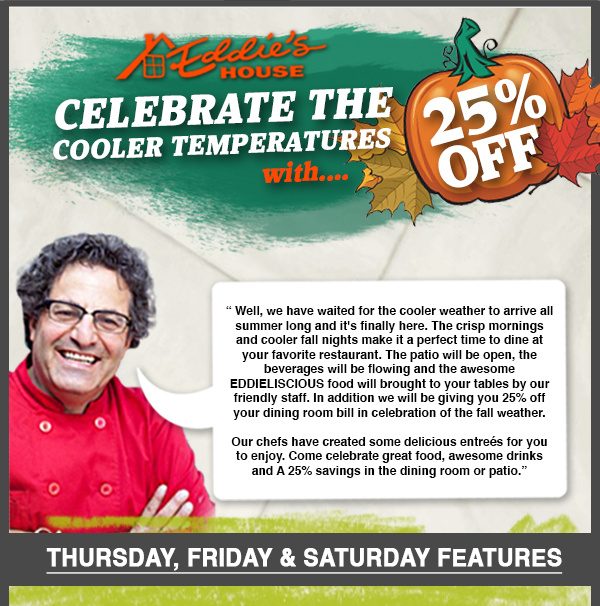 Eddie's
HOUSE
CELEBRATE THE
COOLER TEMPERATURES
with....
25%
OFF
“ Well, we have waited for the cooler weather to arrive all
summer long and it's finally here. The crisp mornings
and cooler fall nights make it a perfect time to dine at
your favorite restaurant. The patio will be open, the
beverages will be flowing and the awesome
EDDIELISCIOUS food will brought to your tables by our
friendly staff. In addition we will be giving you 25% off
your dining room bill in celebration of the fall weather.
Our chefs have created some delicious entreés for you
to enjoy. Come celebrate great food, awesome drinks
and A 25% savings in the dining room or patio.”
THURSDAY, FRIDAY & SATURDAY FEATURES